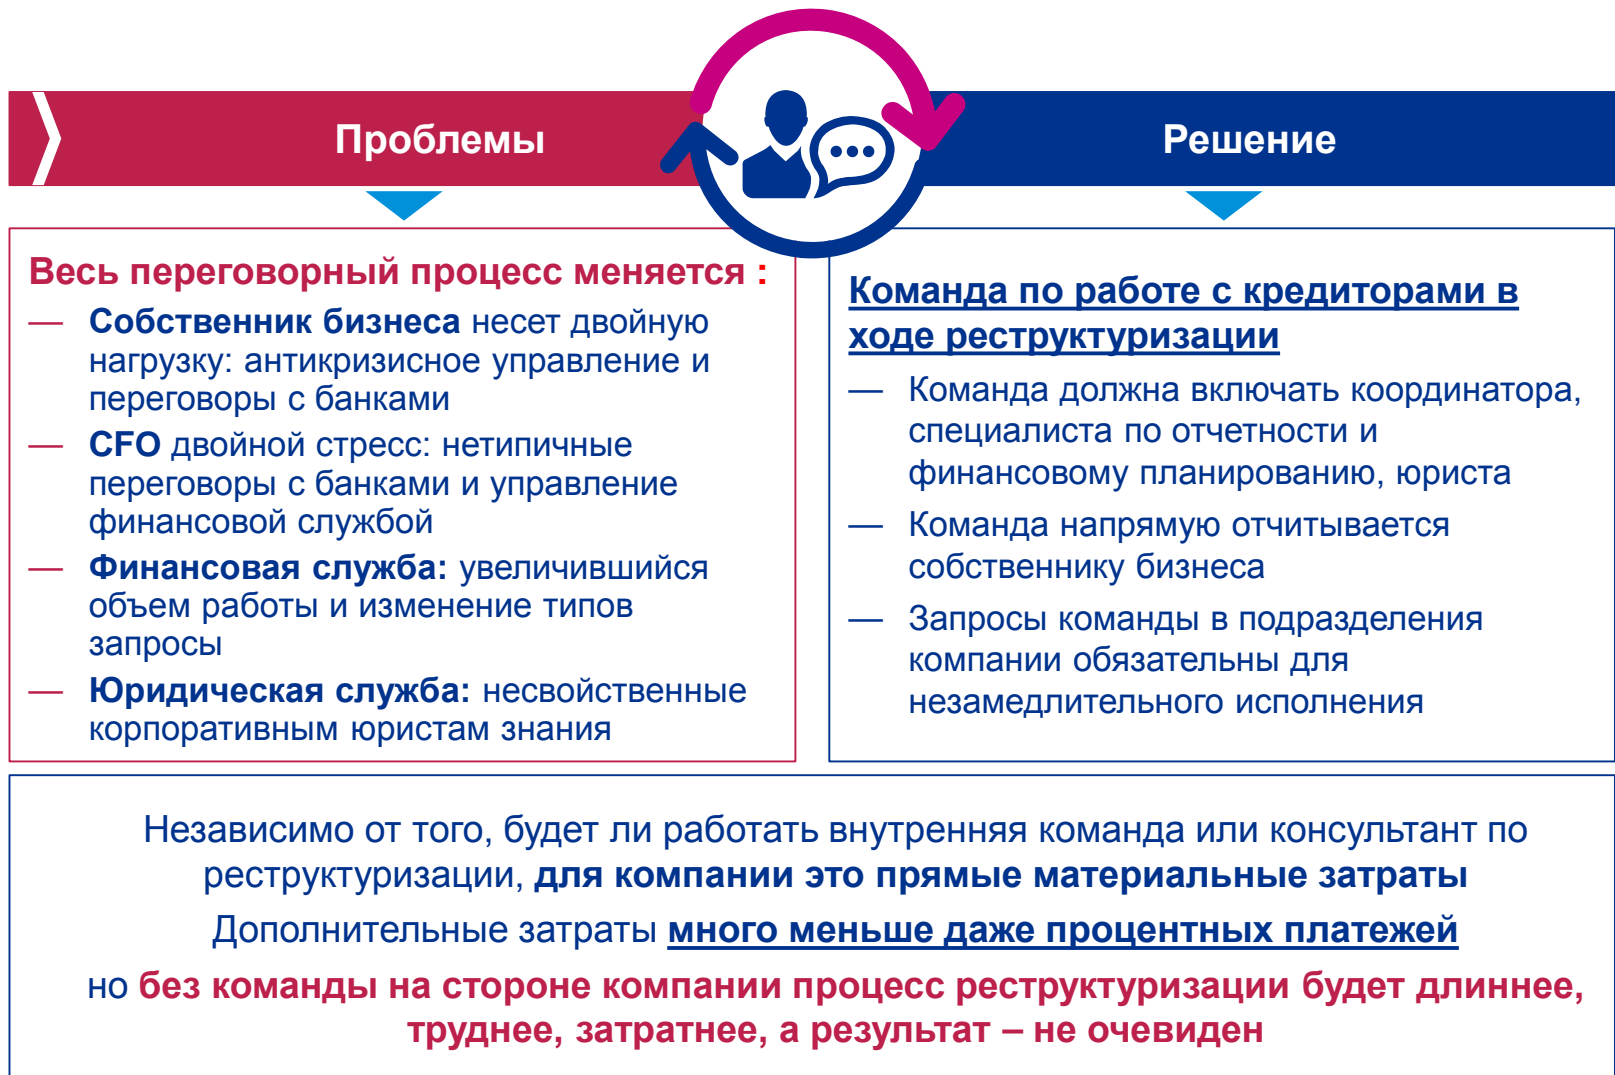 Проблемы
Решение
Весь переговорный процесс меняется :
— Собственник бизнеса несет двойную
нагрузку: антикризисное управление и
переговоры с банками
— CFO двойной стресс: нетипичные
переговоры с банками и управление
финансовой службой
— Финансовая служба: увеличившийся
объем работы и изменение типов
запросы
— Юридическая служба: несвойственные
корпоративным юристам знания
Команда по работе с кредиторами в
ходе реструктуризации
— Команда должна включать координатора,
специалиста по отчетности и
финансовому планированию, юриста
— Команда напрямую отчитывается
собственнику бизнеса
— Запросы команды в подразделения
компании обязательны для
незамедлительного исполнения
Независимо от того, будет ли работать внутренняя команда или консультант по
реструктуризации, для компании это прямые материальные затраты
Дополнительные затраты много меньше даже процентных платежей
но без команды на стороне компании процесс реструктуризации будет длиннее,
труднее, затратнее, а результат – не очевиден